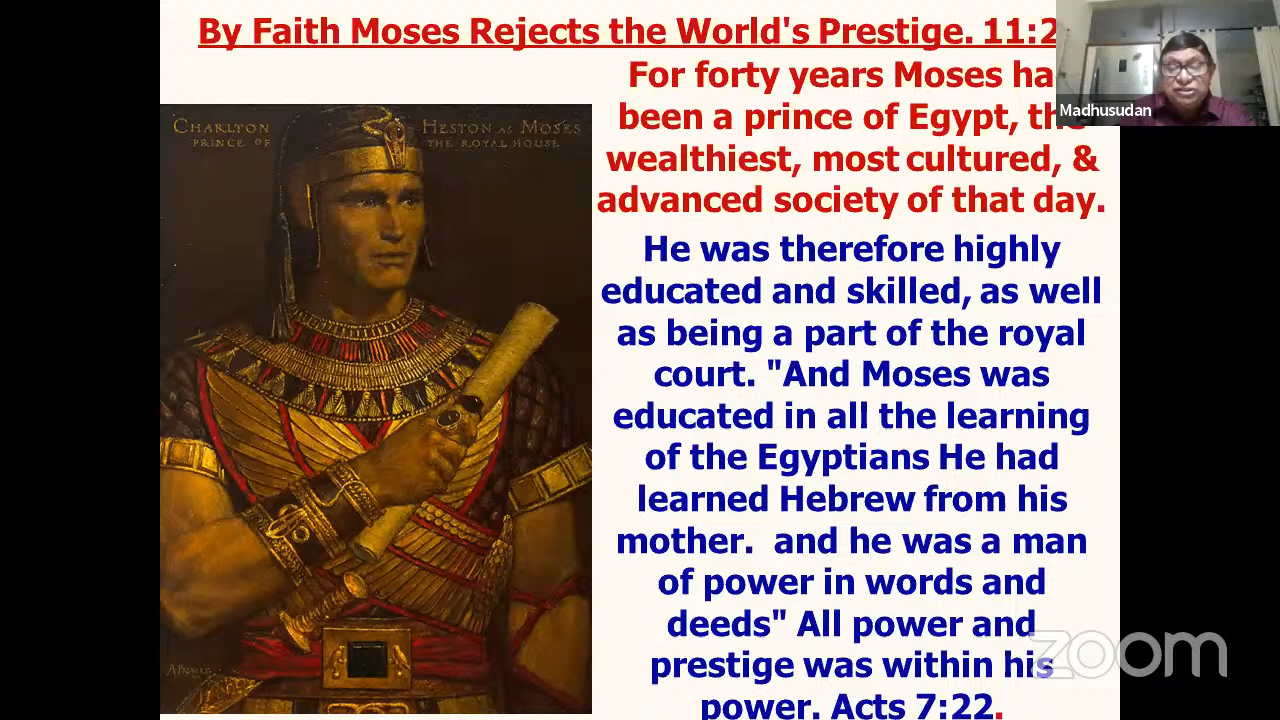 By Faith Moses Rejects the World's Prestige. 11:2
For forty years Moses ha
been a prince of Egypt, the
wealthiest, most cultured, &
advanced society of that day.
He was therefore highly
educated and skilled, as well
as being a part of the royal
court. "And Moses was
educated in all the learning
of the Egyptians He had
learned Hebrew from his
mother. and he was a man
of power in words and
deeds" All power and
prestige was within his
power. Acts 7:22.
CHARLTON HESTON AS MOSES
PRINCE OF THE ROYAL HOUSE
Madhusudan
zoom